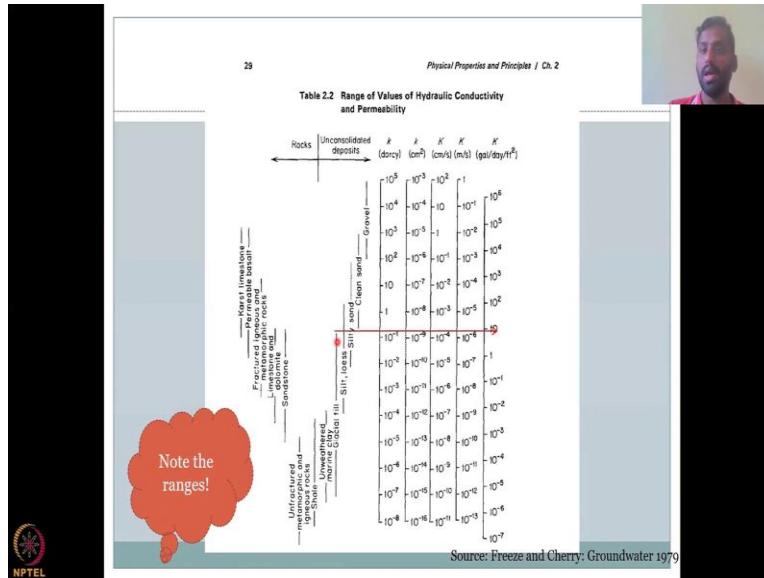 29
Physical Properties and Principles / Ch. 2
Table 2.2 Range of Values of Hydraulic Conductivity
and Permeability
Rocks
Unconsolidated
deposits
k
(darcy)
k
(cm²)
K
(cm/s)
K
(m/s)
K
(gal/day/ft²)
Karst limestone
Permeable basalt
Fractured igneous and
metamorphic rocks
Limestone and
dolomite
Sandstone
Unfractured
metamorphic and
igneous rocks
Shale
Unweathered
marine clay
Glacial till
Silt, loess
Silty sand
Clean sand
Gravel
10⁵ 10⁻³ 10² 1
10⁶
10⁴ 10⁻⁴ 10 10⁻¹
10⁵
10³ 10⁻⁵ 1 10⁻²
10⁴
10² 10⁻⁶ 10⁻¹ 10⁻³
10³
10 10⁻⁷ 10⁻² 10⁻⁴
10²
1 10⁻⁸ 10⁻³ 10⁻⁵
10
10⁻¹ 10⁻⁹ 10⁻⁴ 10⁻⁶
1
10⁻² 10⁻¹⁰ 10⁻⁵ 10⁻⁷
10⁻¹
10⁻³ 10⁻¹¹ 10⁻⁶ 10⁻⁸
10⁻²
10⁻⁴ 10⁻¹² 10⁻⁷ 10⁻⁹
10⁻³
10⁻⁵ 10⁻¹³ 10⁻⁸ 10⁻¹⁰
10⁻⁴
10⁻⁶ 10⁻¹⁴ 10⁻⁹ 10⁻¹¹
10⁻⁵
10⁻⁷ 10⁻¹⁵ 10⁻¹⁰ 10⁻¹²
10⁻⁶
10⁻⁸ 10⁻¹⁶ 10⁻¹¹ 10⁻¹³
10⁻⁷
Note the
ranges!
Source: Freeze and Cherry: Groundwater 1979
NPTEL